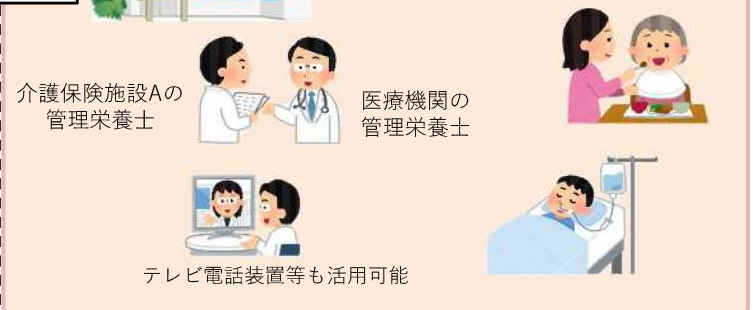 介護保険施設Aの
管理栄養士
医療機関の
管理栄養士
テレビ電話装置等も活用可能